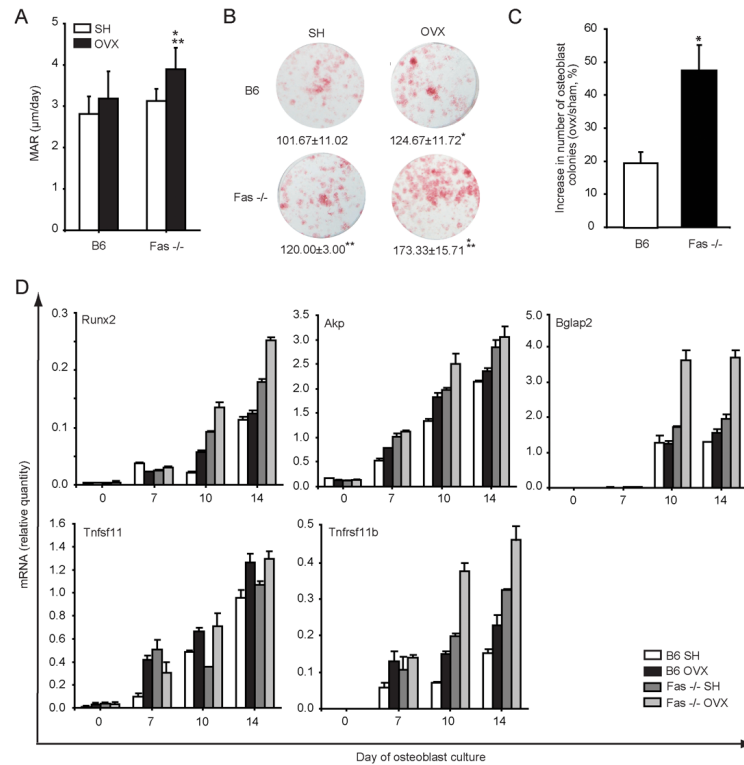 A
SH
OVX
MAR (µm/day)
5
4
3
2
1
0
*
**
B6
Fas -/-
B
SH
OVX
B6
101.67±11.02
124.67±11.72*
Fas -/-
120.00±3.00**
173.33±15.71*
**
C
Increase in number of osteoblast
colonies (ovx/sham, %)
60
50
40
30
20
10
0
*
B6
Fas -/-
D
mRNA (relative quantity)
Runx2
0.3
0.2
0.1
0.0
0
7
10
14
Akp
3.5
3.0
2.5
2.0
1.5
1.0
0.5
0.0
0
7
10
14
Bglap2
5.0
4.0
3.0
2.0
1.0
0.0
0
7
10
14
Tnfsf11
1.6
1.4
1.2
1.0
0.8
0.6
0.4
0.2
0.0
0
7
10
14
Tnfrsf11b
0.5
0.4
0.3
0.2
0.1
0.0
0
7
10
14
B6 SH
B6 OVX
Fas -/- SH
Fas -/- OVX
Day of osteoblast culture